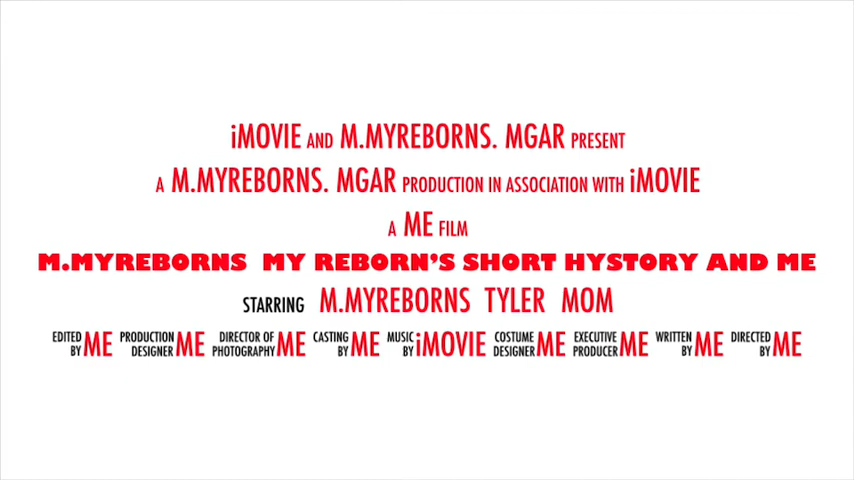 iMOVIE AND M.MYREBORNS. MGAR PRESENT
A M.MYREBORNS. MGAR PRODUCTION IN ASSOCIATION WITH iMOVIE
A ME FILM
M.MYREBORNS MY REBORN'S SHORT HYSTORY AND ME
STARRING M.MYREBORNS TYLER MOM
EDITED BY ME PRODUCTION DESIGNER ME DIRECTOR OF PHOTOGRAPHY ME CASTING BY ME MUSIC BY iMOVIE COSTUME DESIGNER ME EXECUTIVE PRODUCER ME WRITTEN BY ME DIRECTED BY ME